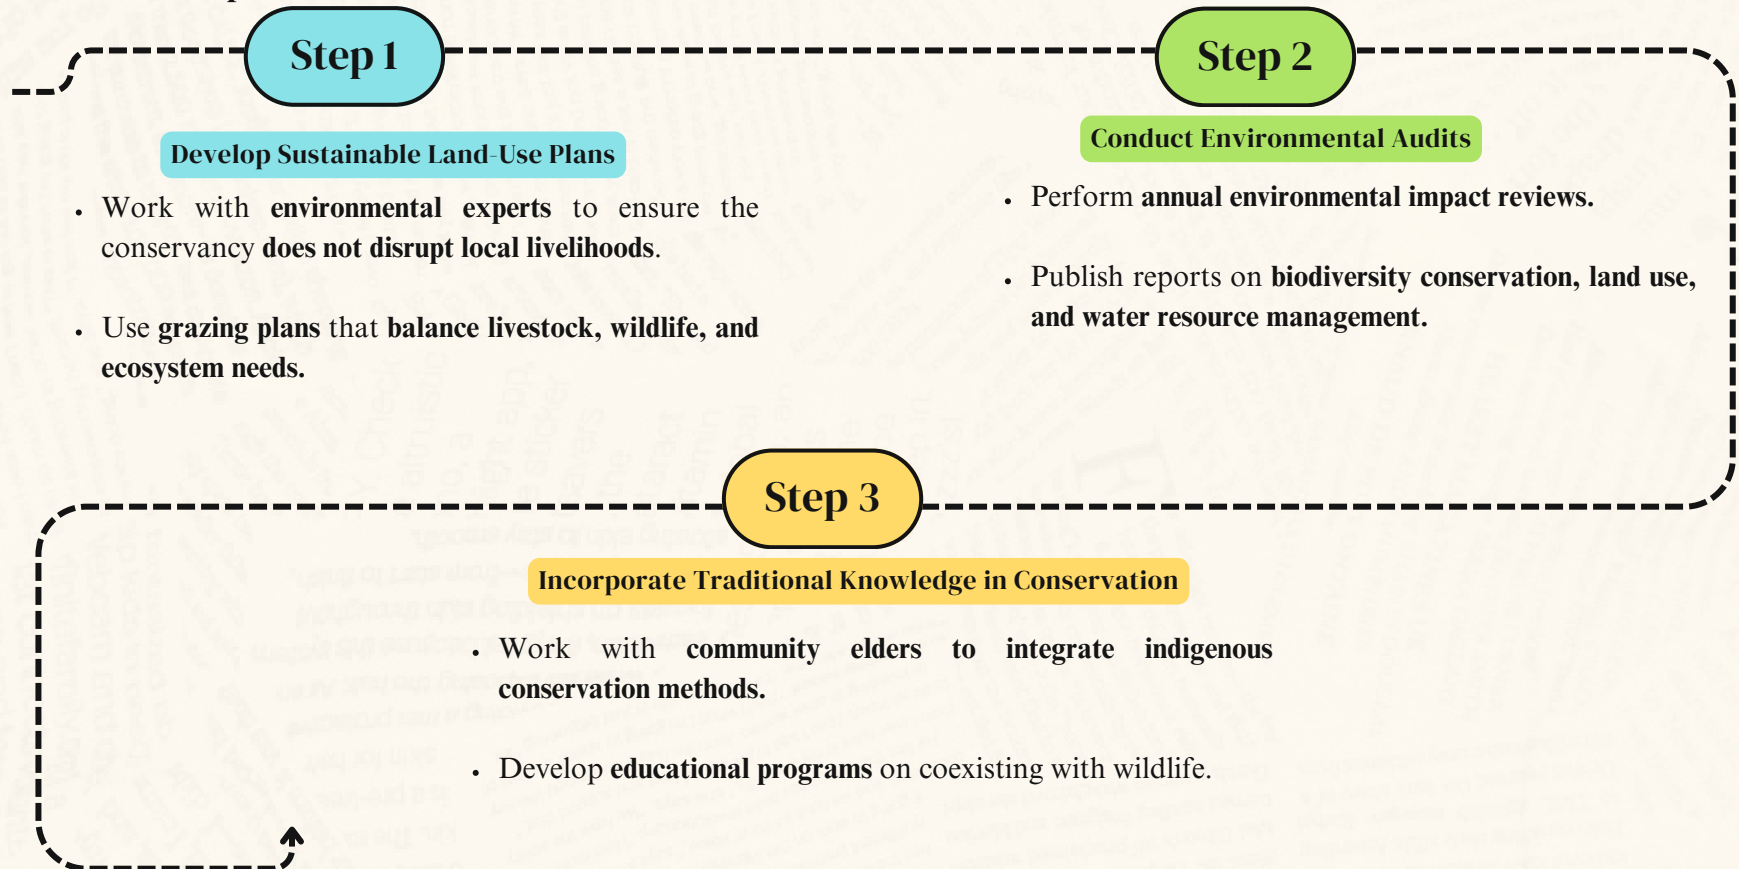 Step 1
Develop Sustainable Land-Use Plans
• Work with environmental experts to ensure the
conservancy does not disrupt local livelihoods.
• Use grazing plans that balance livestock, wildlife, and
ecosystem needs.
Step 2
Conduct Environmental Audits
• Perform annual environmental impact reviews.
• Publish reports on biodiversity conservation, land use,
and water resource management.
Step 3
Incorporate Traditional Knowledge in Conservation
• Work with community elders to integrate indigenous
conservation methods.
• Develop educational programs on coexisting with wildlife.